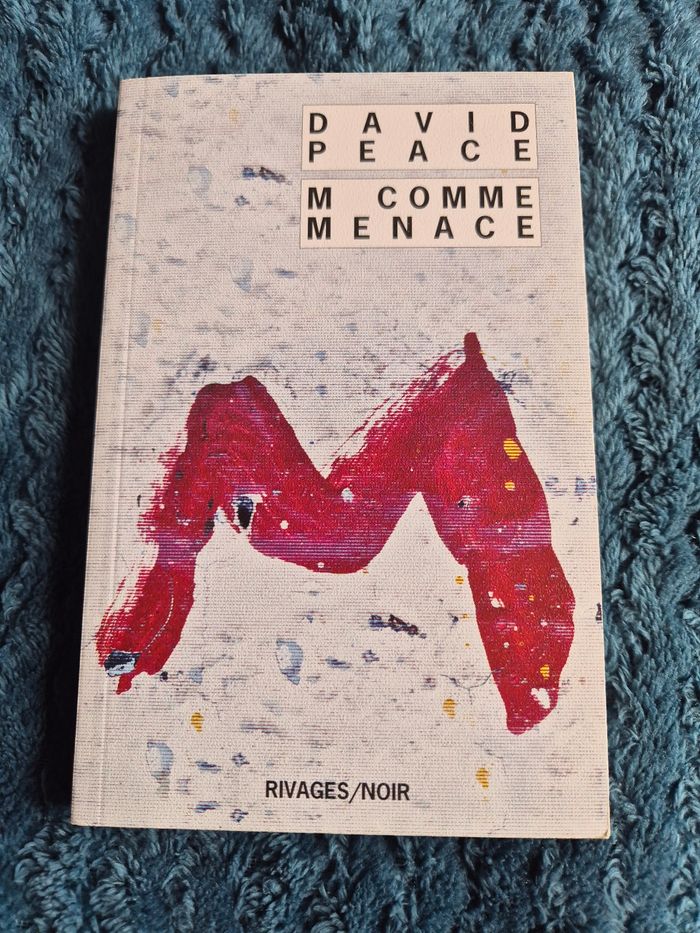 DAVID
PEACE
M COMME
MENACE
RIVAGES/NOIR